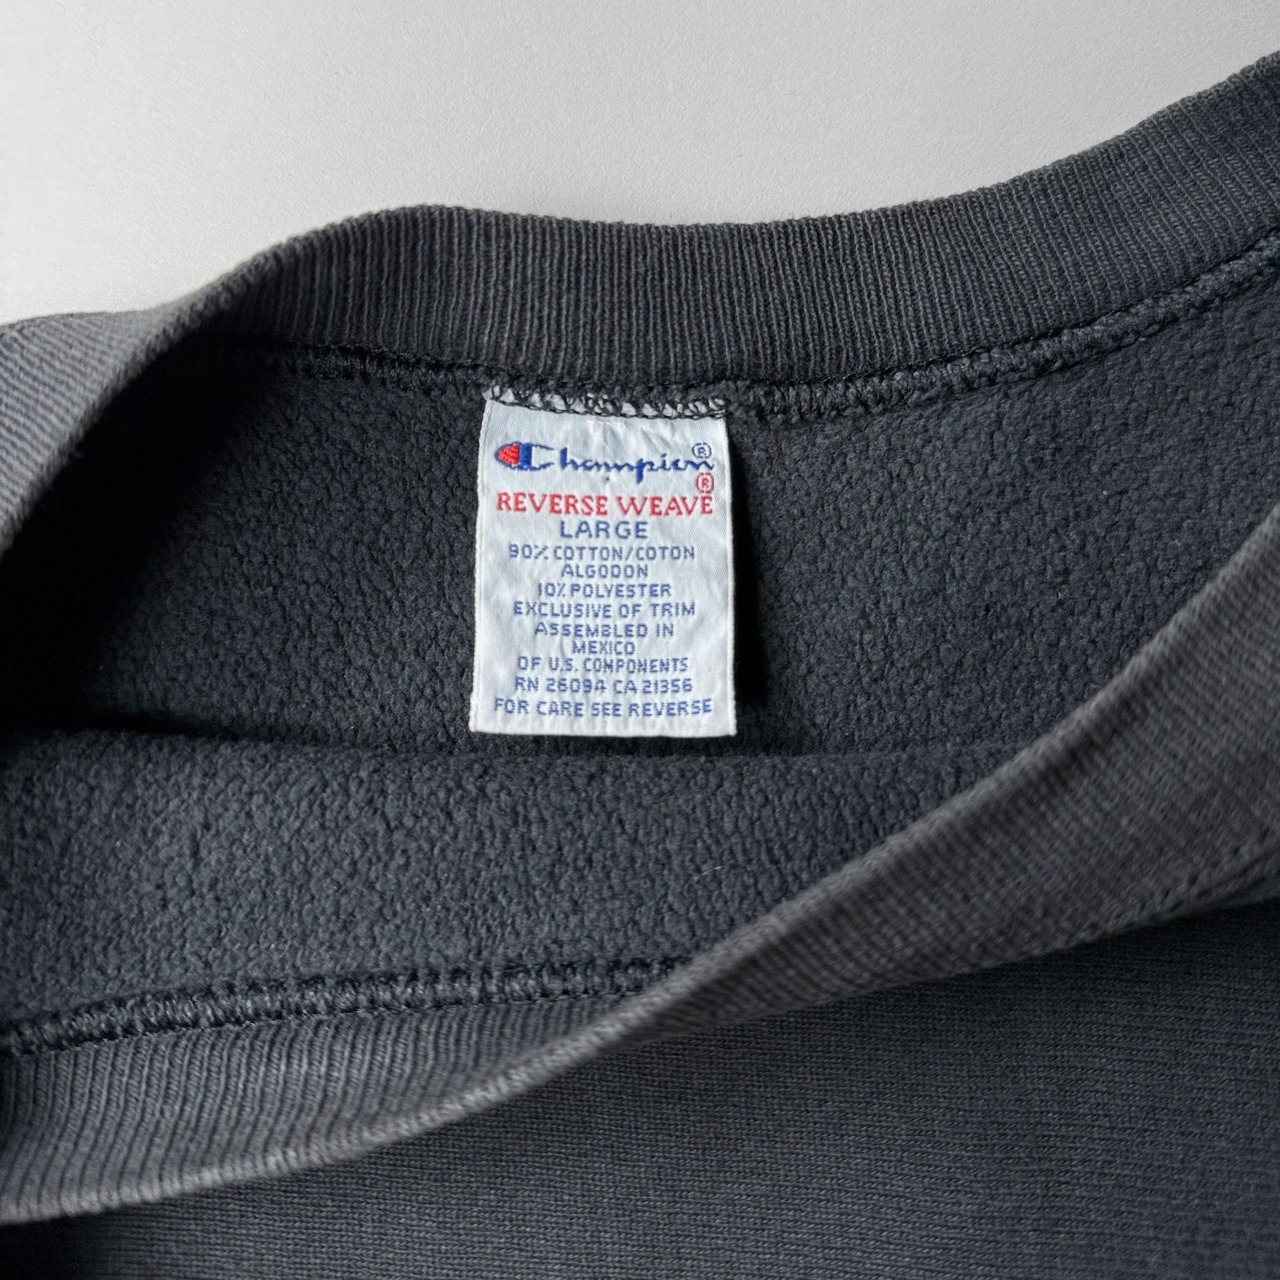 Champion®
REVERSE WEAVE®
LARGE
90% COTTON/COTON
ALGODON
10% POLYESTER
EXCLUSIVE OF TRIM
ASSEMBLED IN
MEXICO
OF U.S. COMPONENTS
RN 26094 CA 21356
FOR CARE SEE REVERSE